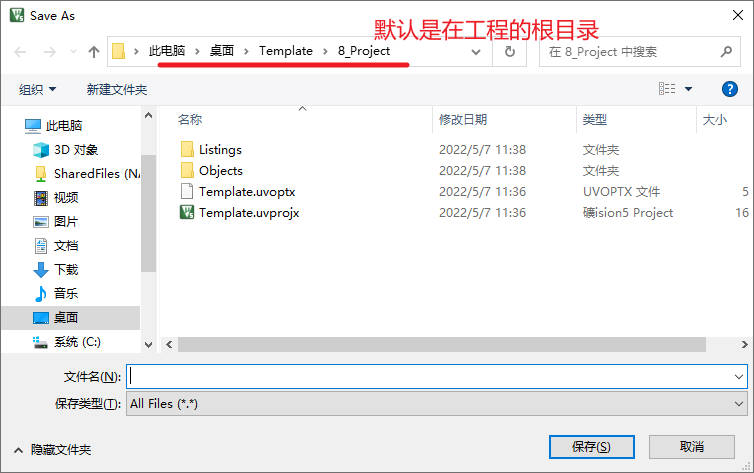 Save As
默认是在工程的根目录
此电脑 > 桌面 > Template > 8_Project
在 8_Project 中搜索
组织
新建文件夹
名称 修改日期 类型 大小
此电脑
3D 对象
SharedFiles (NA
视频
图片
文档
下载
音乐
桌面
系统 (C:)
Listings 2022/5/7 11:38 文件夹
Objects 2022/5/7 11:38 文件夹
Template.uvoptx 2022/5/7 11:36 UVOPTX 文件 5
Template.uvprojx 2022/5/7 11:36 礦ision5 Project 16
文件名(N):
保存类型(T): All Files (*.*)
隐藏文件夹
保存(S)
取消